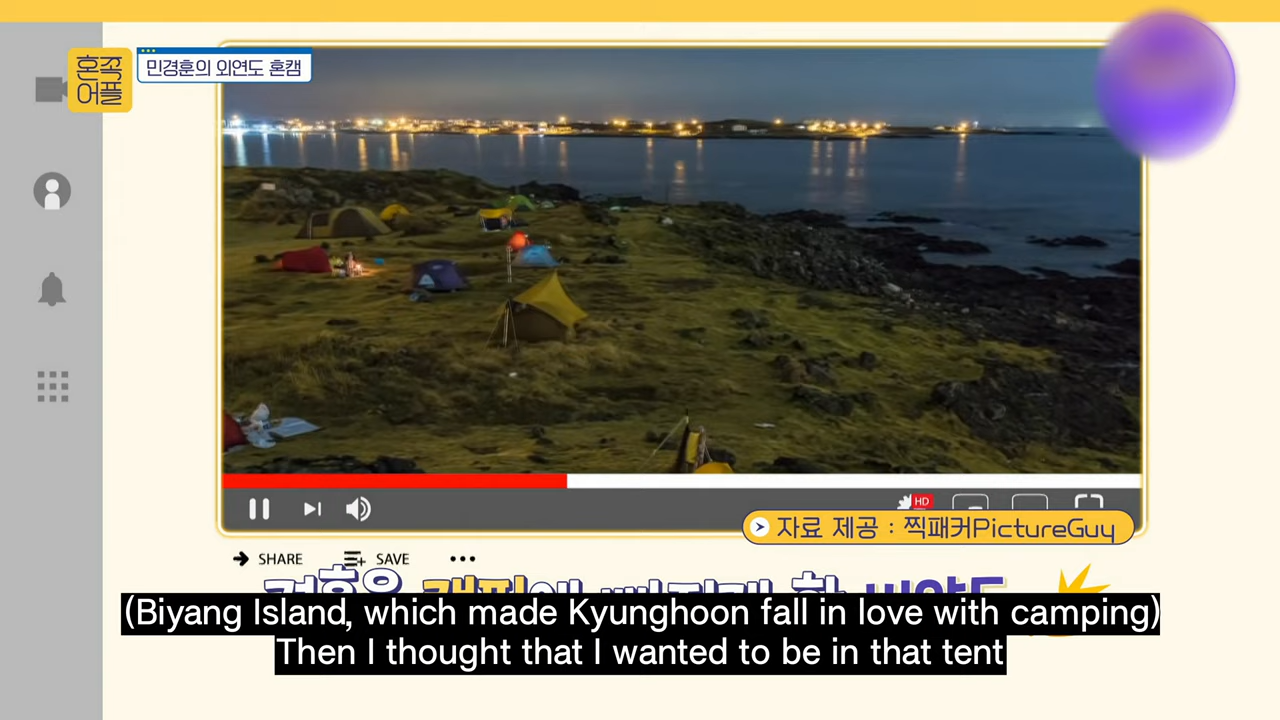 혼족
어플
민경훈의 외연도 혼캠
HD
자료 제공 : 찍패커PictureGuy
SHARE
SAVE
(Biyang Island, which made Kyunghoon fall in love with camping)
Then I thought that I wanted to be in that tent